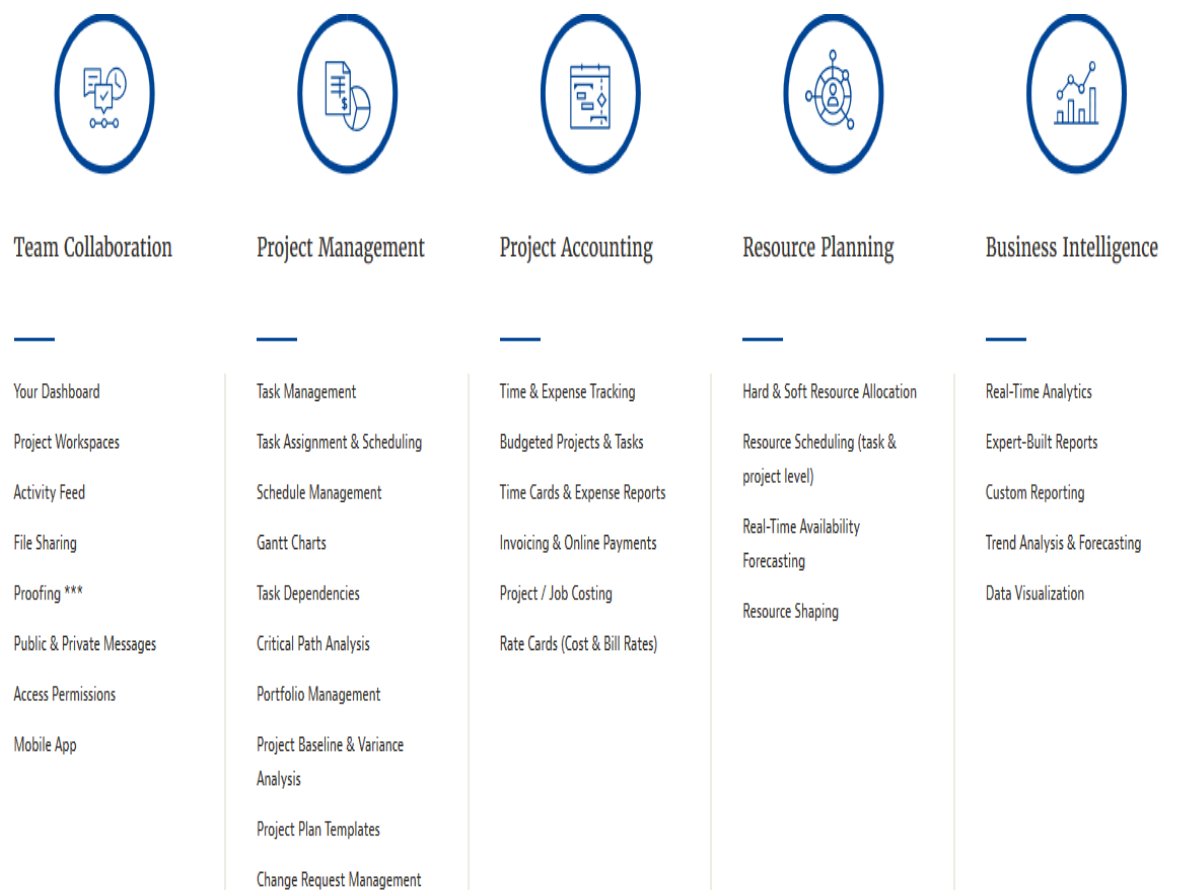 Team Collaboration
Your Dashboard
Project Workspaces
Activity Feed
File Sharing
Proofing ***
Public & Private Messages
Access Permissions
Mobile App
$
Project Management
Task Management
Task Assignment & Scheduling
Schedule Management
Gantt Charts
Task Dependencies
Critical Path Analysis
Portfolio Management
Project Baseline & Variance
Analysis
Project Plan Templates
Change Request Management
Project Accounting
Time & Expense Tracking
Budgeted Projects & Tasks
Time Cards & Expense Reports
Invoicing & Online Payments
Project / Job Costing
Rate Cards (Cost & Bill Rates)
Resource Planning
Hard & Soft Resource Allocation
Resource Scheduling (task &
project level)
Real-Time Availability
Forecasting
Resource Shaping
Business Intelligence
Real-Time Analytics
Expert-Built Reports
Custom Reporting
Trend Analysis & Forecasting
Data Visualization